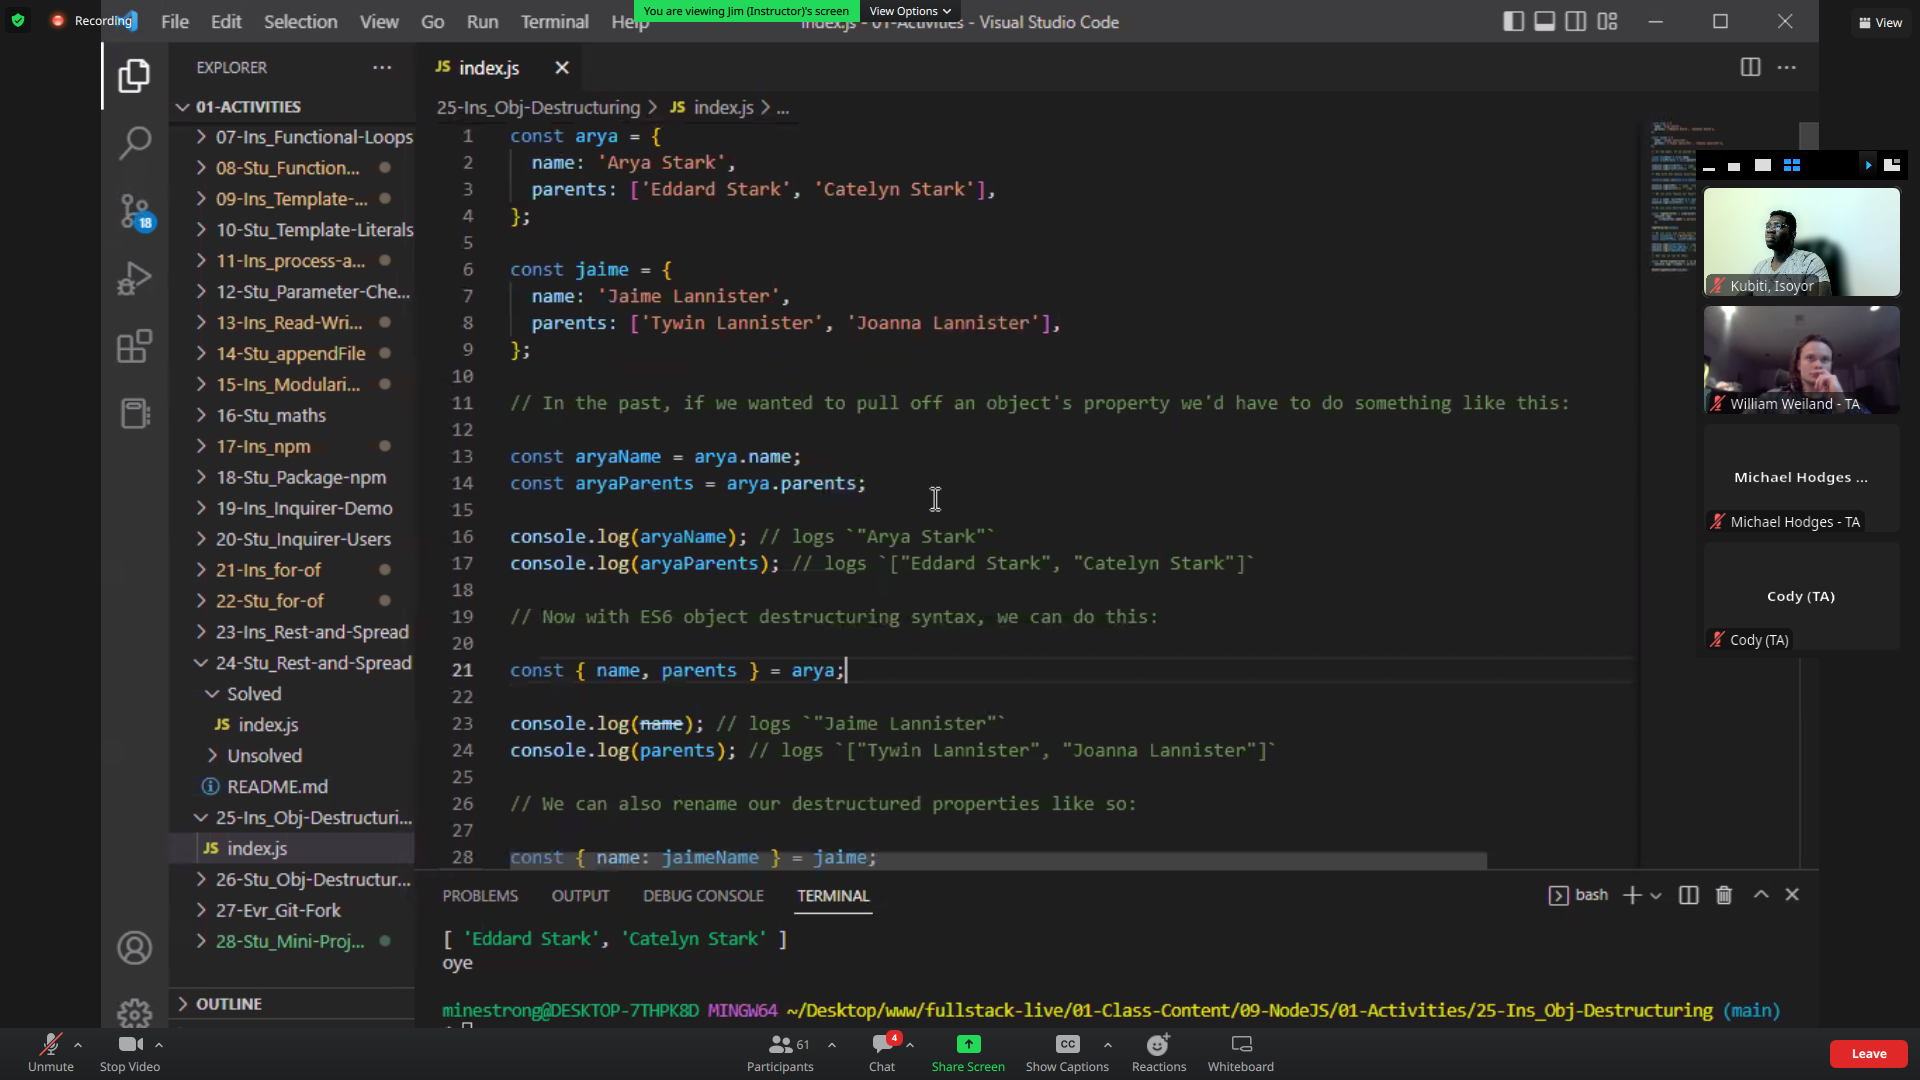 Recording
File Edit Selection View Go Run Terminal Help
You are viewing Jim (Instructor)'s screen View Options
index.js - 01-Activities - Visual Studio Code
View
EXPLORER
JS index.js
01-ACTIVITIES
25-Ins_Obj-Destructuring > JS index.js > ...
07-Ins_Functional-Loops
08-Stu_Function...
09-Ins_Template-...
10-Stu_Template-Literals
11-Ins_process-a...
12-Stu_Parameter-Che...
13-Ins_Read-Wri...
14-Stu_appendFile
15-Ins_Modulari...
16-Stu_maths
17-Ins_npm
18-Stu_Package-npm
19-Ins_Inquirer-Demo
20-Stu_Inquirer-Users
21-Ins_for-of
22-Stu_for-of
23-Ins_Rest-and-Spread
24-Stu_Rest-and-Spread
Solved
JS index.js
Unsolved
README.md
25-Ins_Obj-Destructuri...
JS index.js
26-Stu_Obj-Destructur...
27-Evr_Git-Fork
28-Stu_Mini-Proj...
OUTLINE
18
1 const arya = {
2 name: 'Arya Stark',
3 parents: ['Eddard Stark', 'Catelyn Stark'],
4 };
5
6 const jaime = {
7 name: 'Jaime Lannister',
8 parents: ['Tywin Lannister', 'Joanna Lannister'],
9 };
10
11 // In the past, if we wanted to pull off an object's property we'd have to do something like this:
12
13 const aryaName = arya.name;
14 const aryaParents = arya.parents;
15
16 console.log(aryaName); // logs `"Arya Stark"`
17 console.log(aryaParents); // logs `["Eddard Stark", "Catelyn Stark"]`
18
19 // Now with ES6 object destructuring syntax, we can do this:
20
21 const { name, parents } = arya;
22
23 console.log(name); // logs `"Jaime Lannister"`
24 console.log(parents); // logs `["Tywin Lannister", "Joanna Lannister"]`
25
26 // We can also rename our destructured properties like so:
27
28 const { name: jaimeName } = jaime;
PROBLEMS OUTPUT DEBUG CONSOLE TERMINAL
bash
[ 'Eddard Stark', 'Catelyn Stark' ]
oye
minestrong@DESKTOP-7THPK8D MINGW64 ~/Desktop/www/fullstack-live/01-Class-Content/09-NodeJS/01-Activities/25-Ins_Obj-Destructuring (main)
Kubiti, Isoyor
William Weiland - TA
Michael Hodges ...
Michael Hodges - TA
Cody (TA)
Cody (TA)
Unmute
Stop Video
61
Participants
4
Chat
Share Screen
CC
Show Captions
Reactions
Whiteboard
Leave